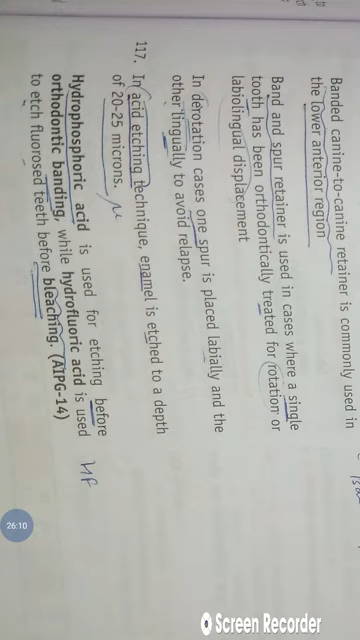 Banded canine-to-canine retainer is commonly used in
the lower anterior region
Band and spur retainer is used in cases where a single
tooth has been orthodontically treated for rotation or
labiolingual displacement
In derotation cases one spur is placed labially and the
other lingually to avoid relapse.
117. In acid etching technique, enamel is etched to a depth
of 20-25 microns. μ
Hydrophosphoric acid is used for etching before
orthodontic banding, while hydrofluoric acid is used HF
to etch fluorosed teeth before bleaching. (AIPG-14)
26:10
Screen Recorder